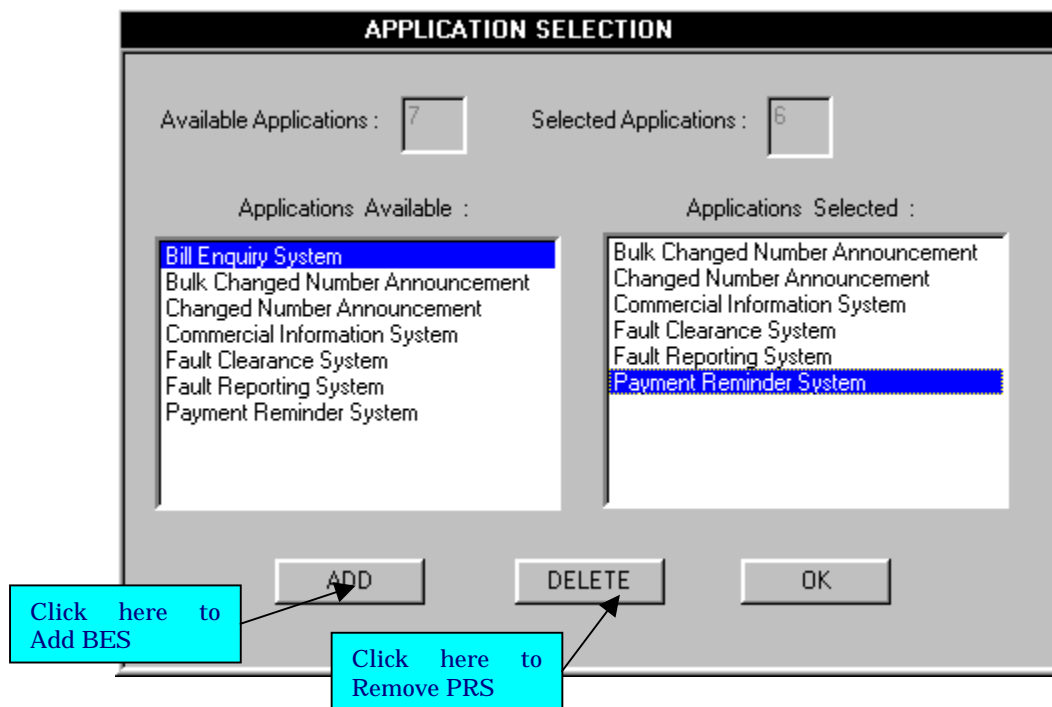 APPLICATION SELECTION
Available Applications : 7
Selected Applications : 6
Applications Available :
Bill Enquiry System
Bulk Changed Number Announcement
Changed Number Announcement
Commercial Information System
Fault Clearance System
Fault Reporting System
Payment Reminder System
Applications Selected :
Bulk Changed Number Announcement
Changed Number Announcement
Commercial Information System
Fault Clearance System
Fault Reporting System
Payment Reminder System
ADD
DELETE
OK
Click here to
Add BES
Click here to
Remove PRS